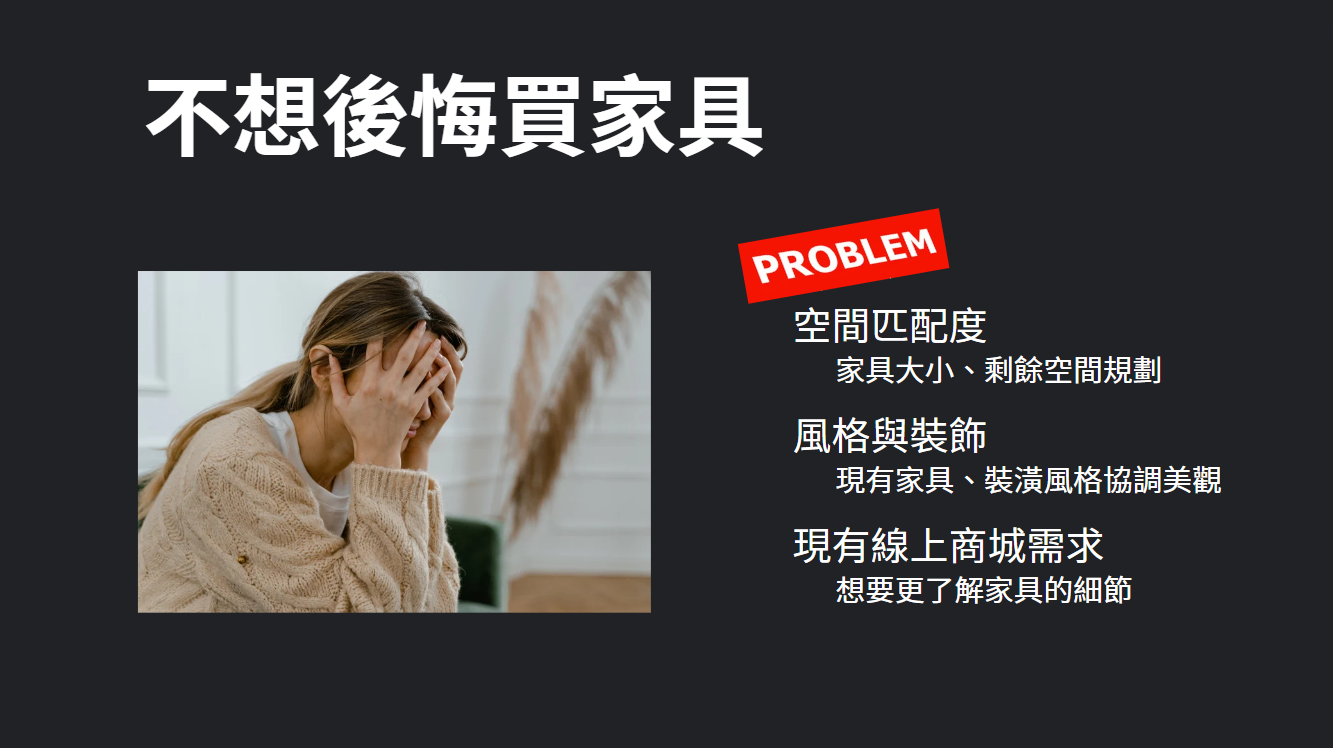 不想後悔買家具
PROBLEM
空間匹配度
家具大小、剩餘空間規劃
風格與裝飾
現有家具、裝潢風格協調美觀
現有線上商城需求
想要更了解家具的細節